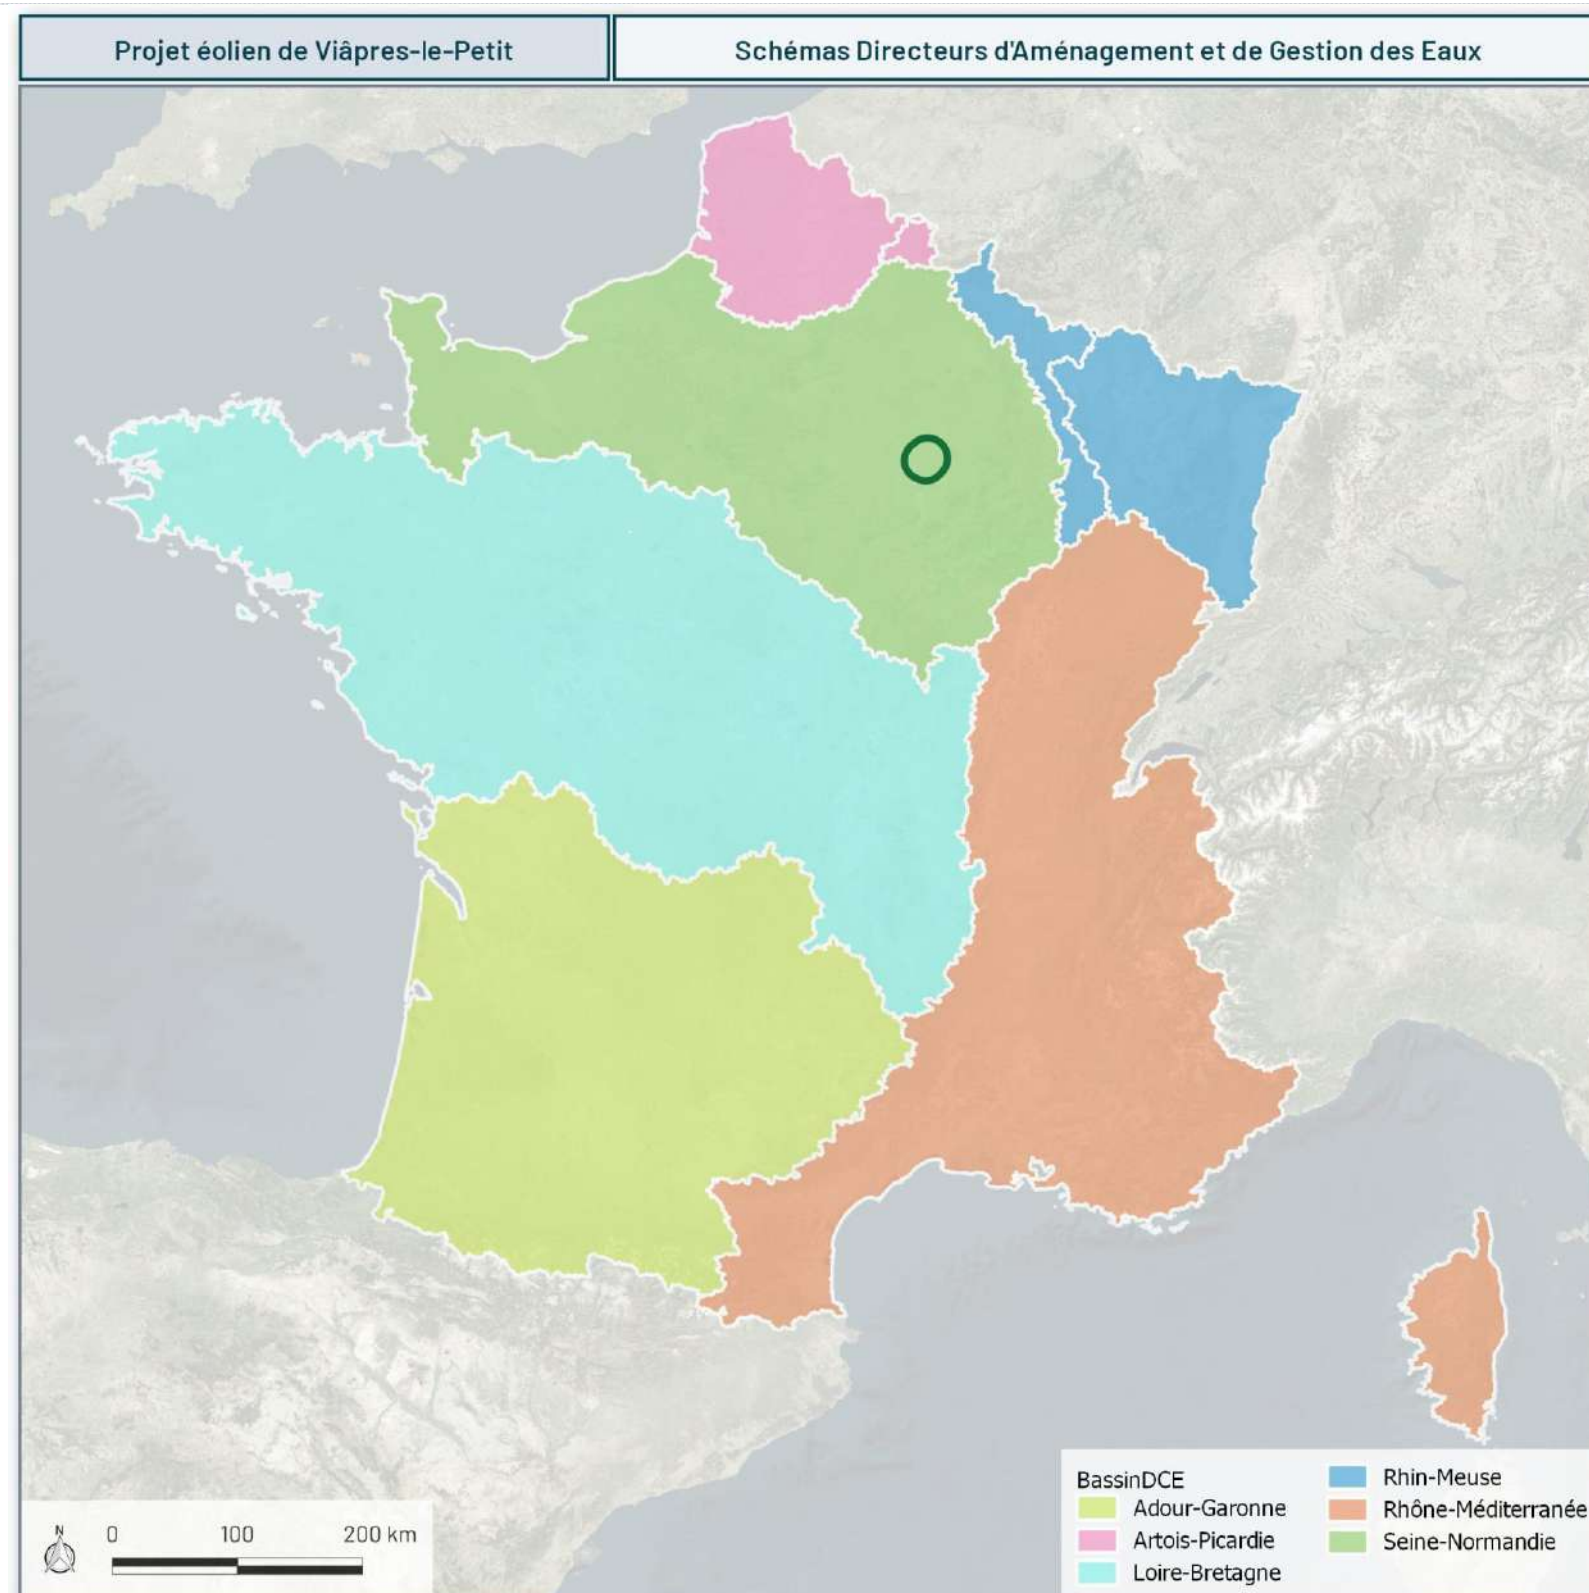 Projet éolien de Viâpres-le-Petit
Schémas Directeurs d'Aménagement et de Gestion des Eaux
BassinDCE
Adour-Garonne
Artois-Picardie
Loire-Bretagne
Rhin-Meuse
Rhône-Méditerranée
Seine-Normandie
N
0 100 200 km